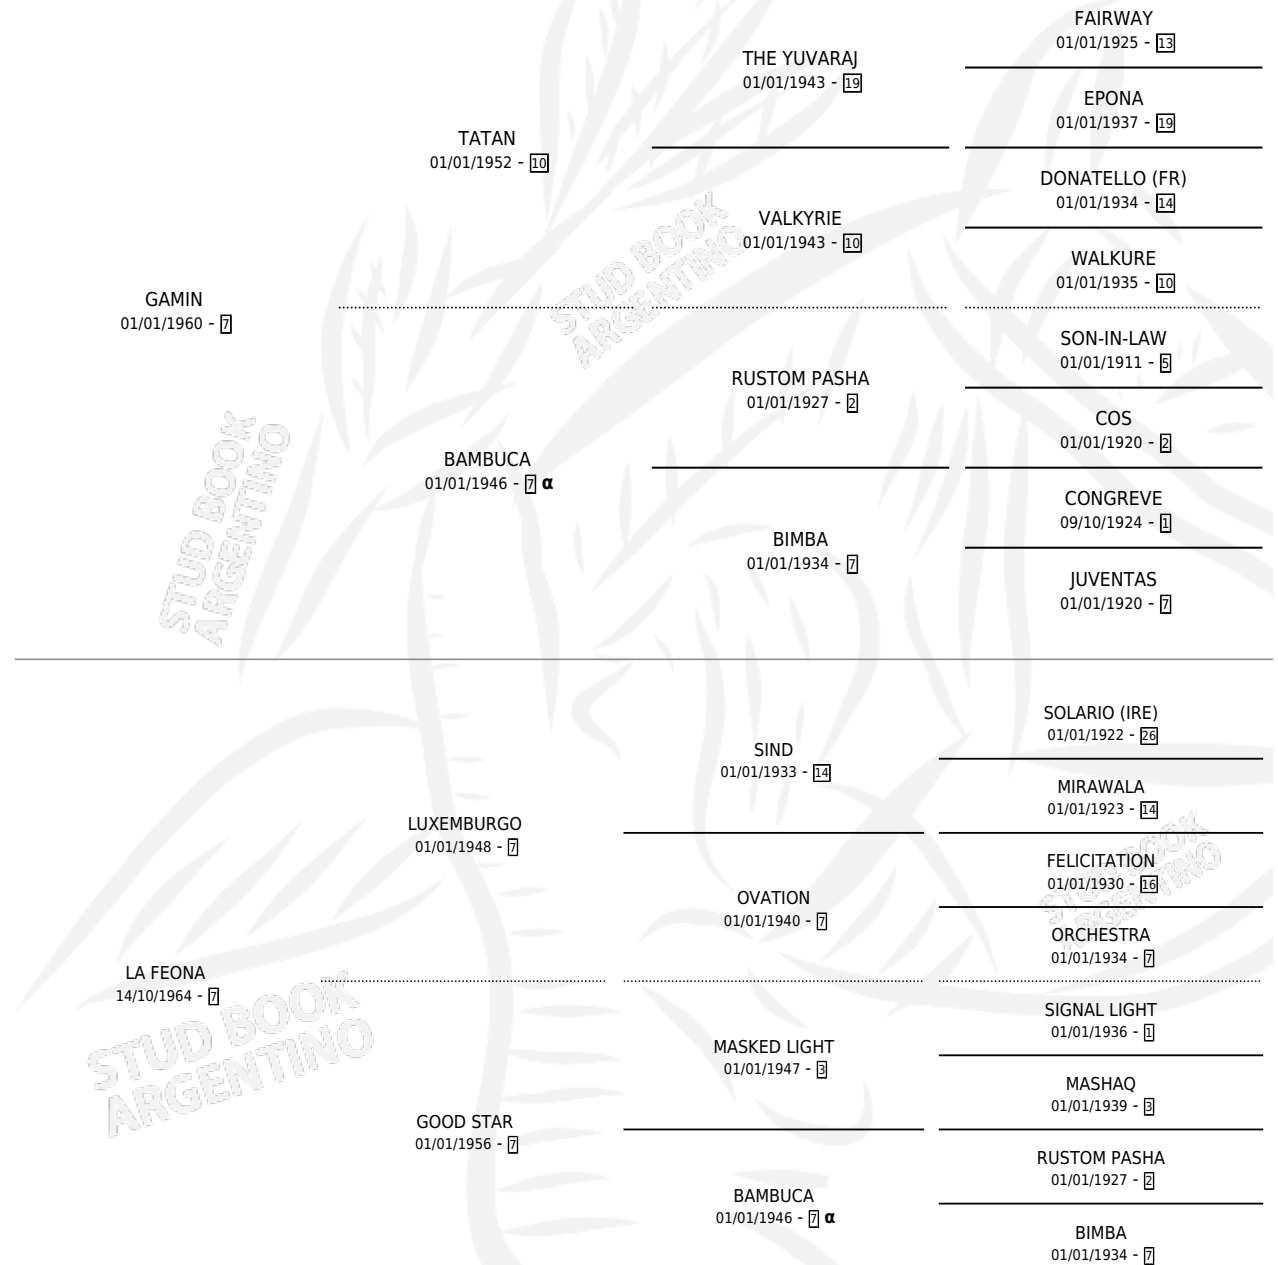 FAIRWAY
01/01/1925 - 13
THE YUVARAJ
01/01/1943 - 19
EPONA
01/01/1937 - 19
TATAN
01/01/1952 - 10
DONATELLO (FR)
01/01/1934 - 14
VALKYRIE
01/01/1943 - 10
WALKURE
01/01/1935 - 10
STUD BOOK
ARGENTINO
GAMIN
01/01/1960 - 7
SON-IN-LAW
01/01/1911 - 5
RUSTOM PASHA
01/01/1927 - 2
COS
01/01/1920 - 2
BAMBUCA
01/01/1946 - 7 α
CONGREVE
09/10/1924 - 1
BIMBA
01/01/1934 - 7
JUVENTAS
01/01/1920 - 7
STUD BOOK
ARGENTINO
SOLARIO (IRE)
01/01/1922 - 26
SIND
01/01/1933 - 14
MIRAWALA
01/01/1923 - 14
LUXEMBURGO
01/01/1948 - 7
FELICITATION
01/01/1930 - 16
OVATION
01/01/1940 - 7
ORCHESTRA
01/01/1934 - 7
STUD BOOK
ARGENTINO
LA FEONA
14/10/1964 - 7
SIGNAL LIGHT
01/01/1936 - 1
MASKED LIGHT
01/01/1947 - 3
MASHAQ
01/01/1939 - 3
GOOD STAR
01/01/1956 - 7
RUSTOM PASHA
01/01/1927 - 2
BAMBUCA
01/01/1946 - 7 α
BIMBA
01/01/1934 - 7
STUD BOOK
ARGENTINO